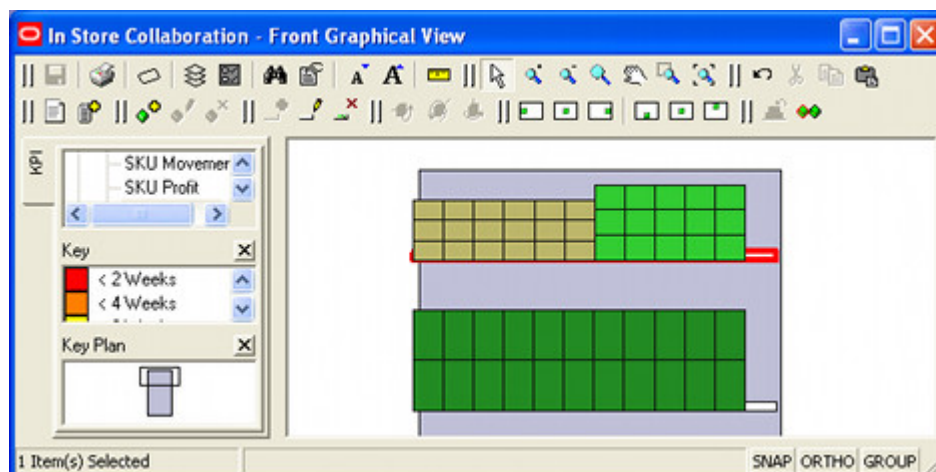 In Store Collaboration - Front Graphical View
A A
KPI
SKU Movemer
SKU Profit
Key
< 2 Weeks
< 4 Weeks
Key Plan
1 Item(s) Selected
SNAP ORTHO GROUP